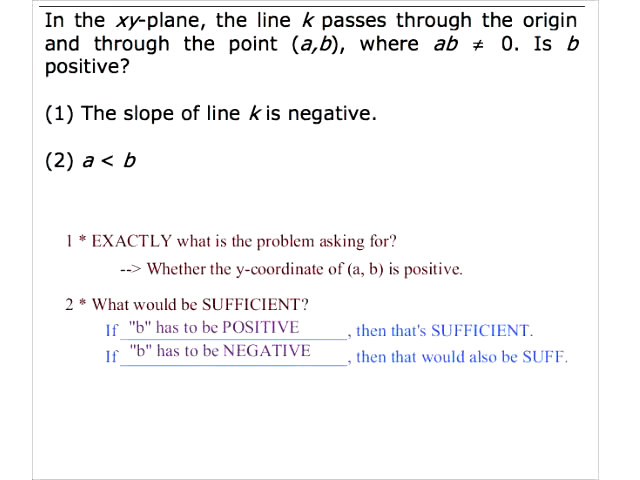 In the xy-plane, the line k passes through the origin
and through the point (a,b), where ab ≠ 0. Is b
positive?
(1) The slope of line k is negative.
(2) a < b
1 * EXACTLY what is the problem asking for?
--> Whether the y-coordinate of (a, b) is positive.
2 * What would be SUFFICIENT?
If "b" has to be POSITIVE, then that's SUFFICIENT.
If "b" has to be NEGATIVE, then that would also be SUFF.